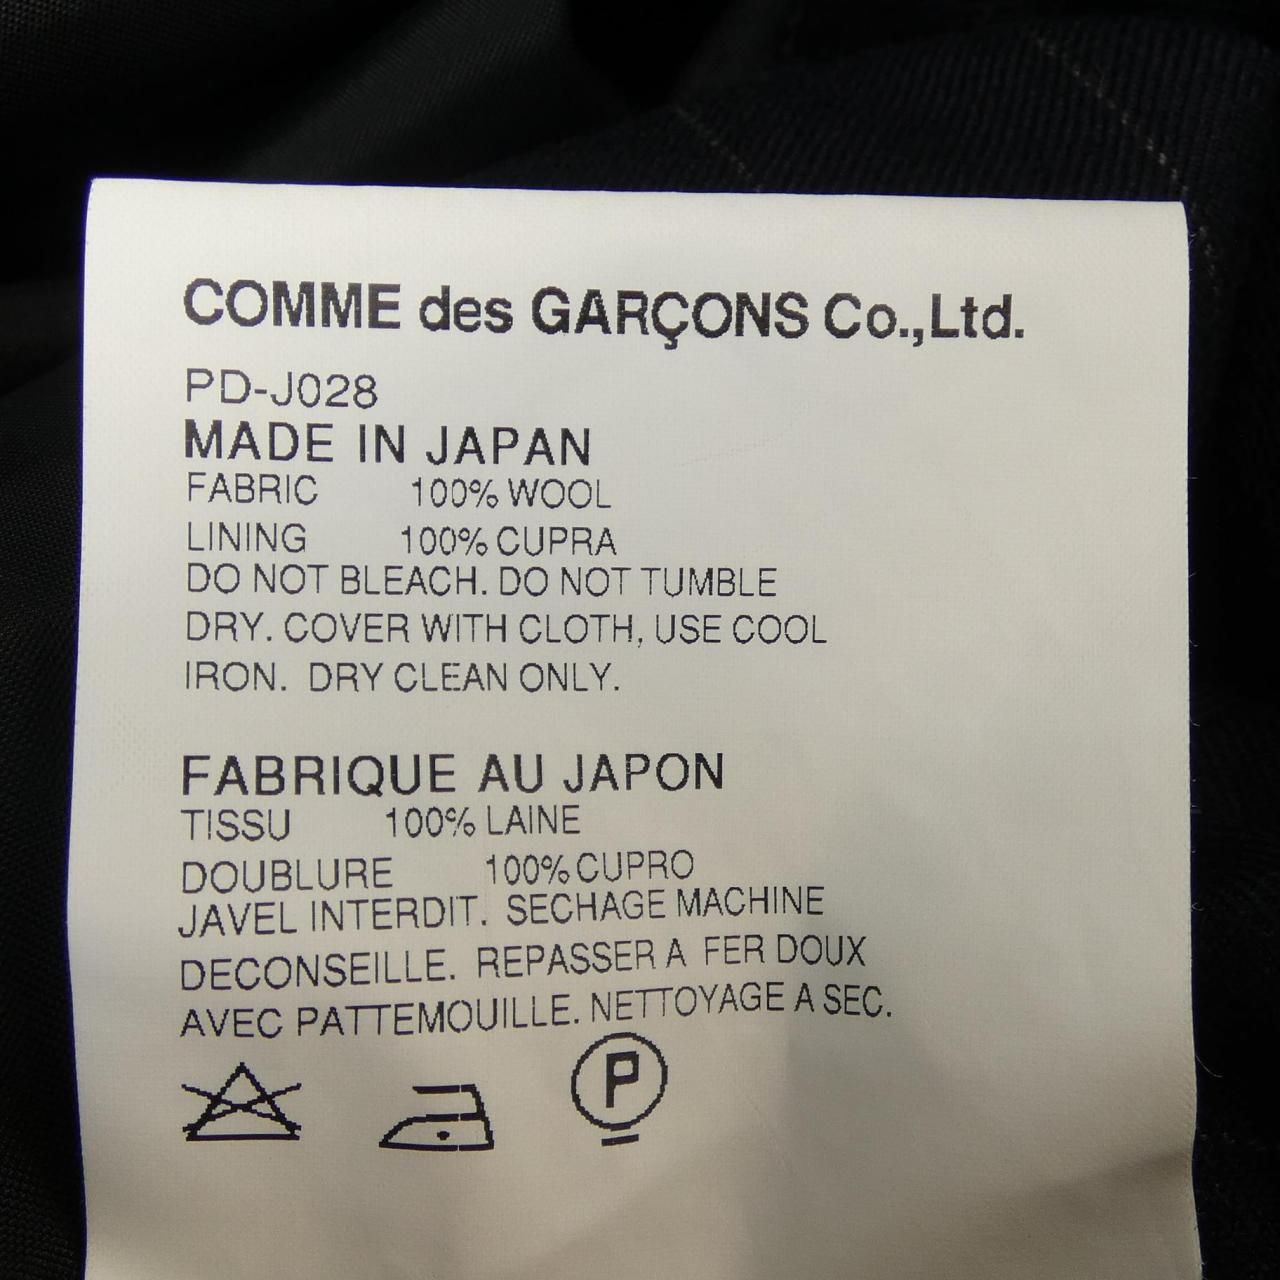 COMME des GARÇONS Co.,Ltd.
PD-J028
MADE IN JAPAN
FABRIC 100% WOOL
LINING 100% CUPRA
DO NOT BLEACH. DO NOT TUMBLE
DRY. COVER WITH CLOTH, USE COOL
IRON. DRY CLEAN ONLY.
FABRIQUE AU JAPON
TISSU 100% LAINE
DOUBLURE 100% CUPRO
JAVEL INTERDIT. SECHAGE MACHINE
DECONSEILLE. REPASSER A FER DOUX
AVEC PATTEMOUILLE. NETTOYAGE A SEC.
P